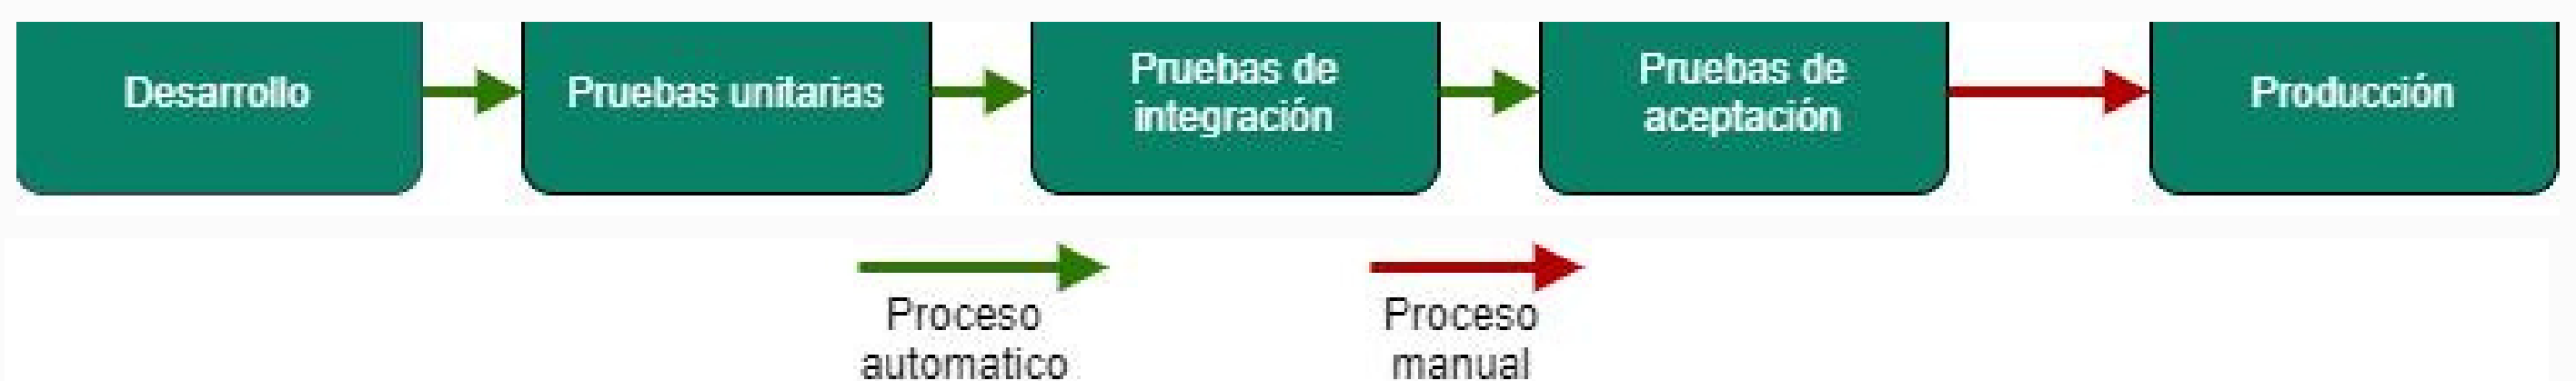 Desarrollo
Pruebas unitarias
Pruebas de
integración
Pruebas de
aceptación
Producción
Proceso
automatico
Proceso
manual